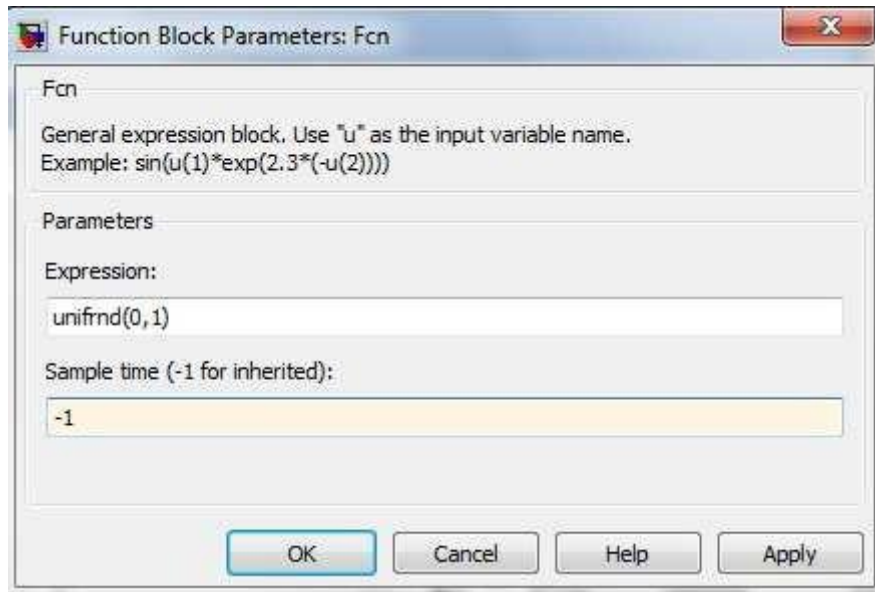 Function Block Parameters: Fcn
Fcn
General expression block. Use "u" as the input variable name.
Example: sin(u(1)*exp(2.3*(-u(2))))
Parameters
Expression:
unifrnd(0,1)
Sample time (-1 for inherited):
-1
OK Cancel Help Apply